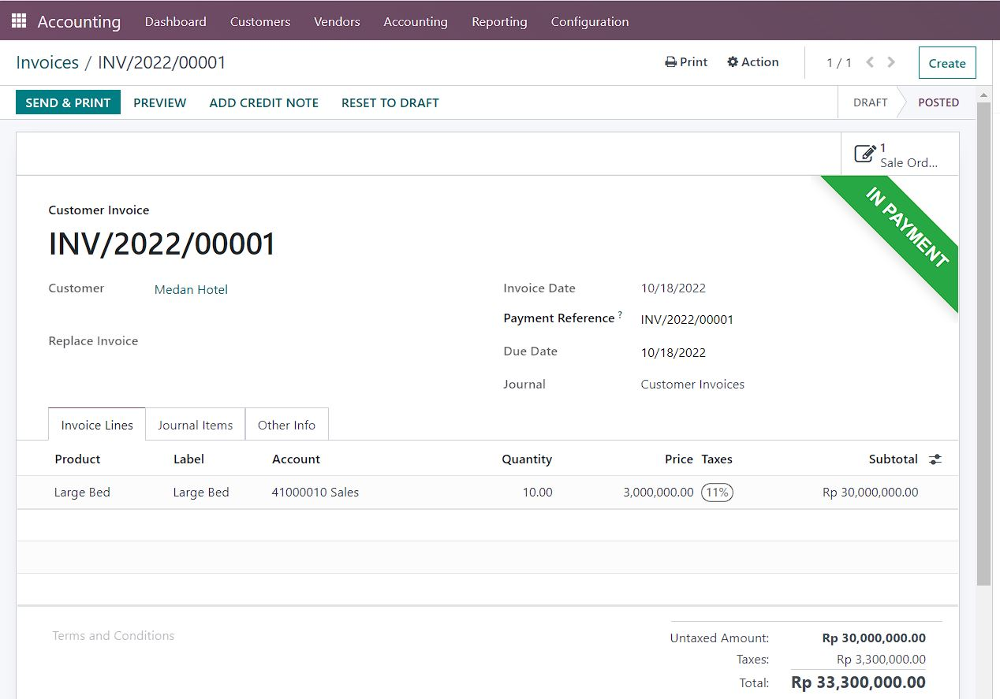 Accounting Dashboard Customers Vendors Accounting Reporting Configuration
Invoices / INV/2022/00001 Print Action 1 / 1 Create
SEND & PRINT PREVIEW ADD CREDIT NOTE RESET TO DRAFT DRAFT POSTED
1
Sale Ord...
IN PAYMENT
Customer Invoice
INV/2022/00001
Customer Medan Hotel Invoice Date 10/18/2022
Payment Reference ? INV/2022/00001
Replace Invoice Due Date 10/18/2022
Journal Customer Invoices
Invoice Lines Journal Items Other Info
Product Label Account Quantity Price Taxes Subtotal
Large Bed Large Bed 41000010 Sales 10.00 3,000,000.00 11% Rp 30,000,000.00
Terms and Conditions Untaxed Amount: Rp 30,000,000.00
Taxes: Rp 3,300,000.00
Total: Rp 33,300,000.00